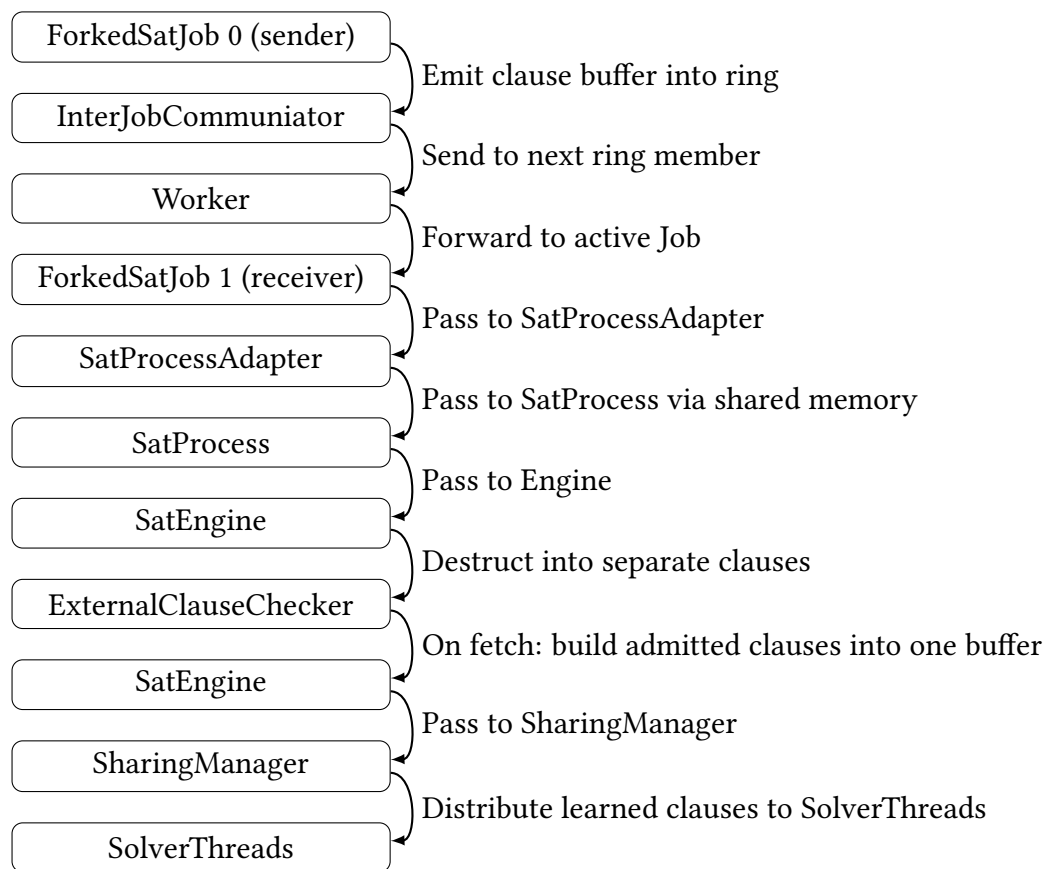 ForkedSatJob 0 (sender)
Emit clause buffer into ring
InterJobCommuniator
Send to next ring member
Worker
Forward to active Job
ForkedSatJob 1 (receiver)
Pass to SatProcessAdapter
SatProcessAdapter
Pass to SatProcess via shared memory
SatProcess
Pass to Engine
SatEngine
Destruct into separate clauses
ExternalClauseChecker
On fetch: build admitted clauses into one buffer
SatEngine
Pass to SharingManager
SharingManager
Distribute learned clauses to SolverThreads
SolverThreads